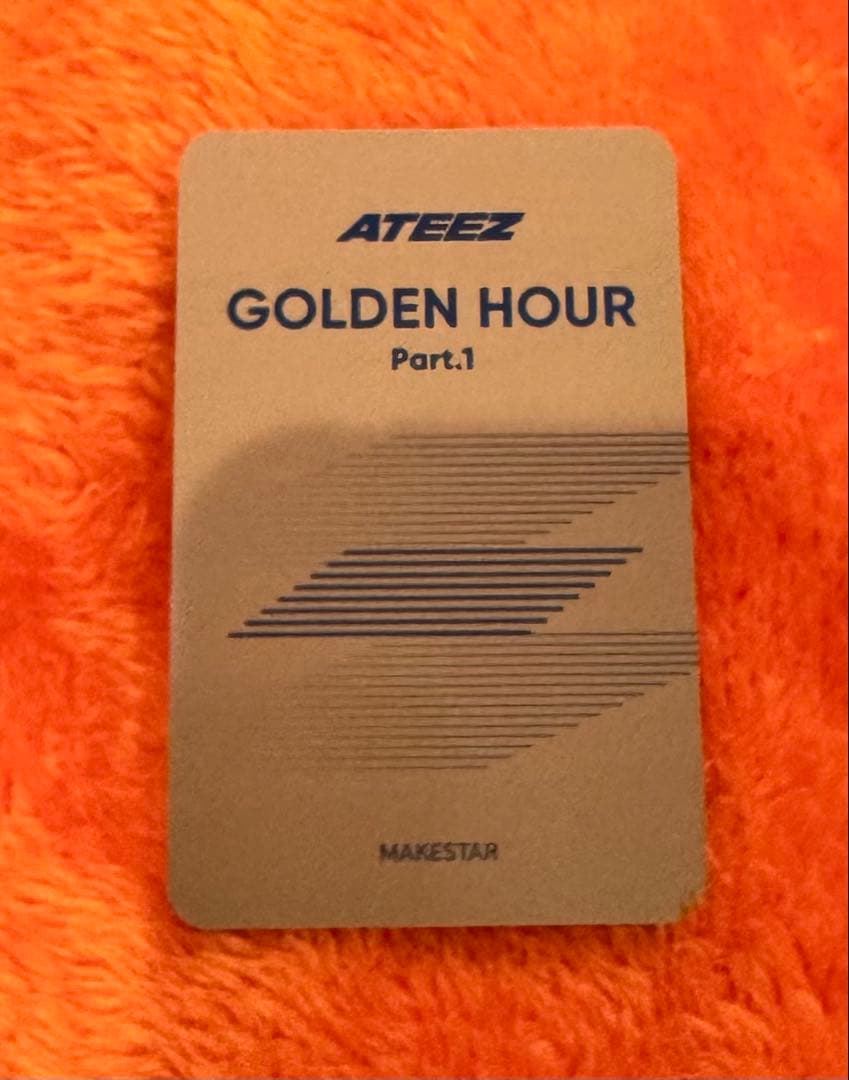 ATEEZ
GOLDEN HOUR
Part.1
MAKESTAR